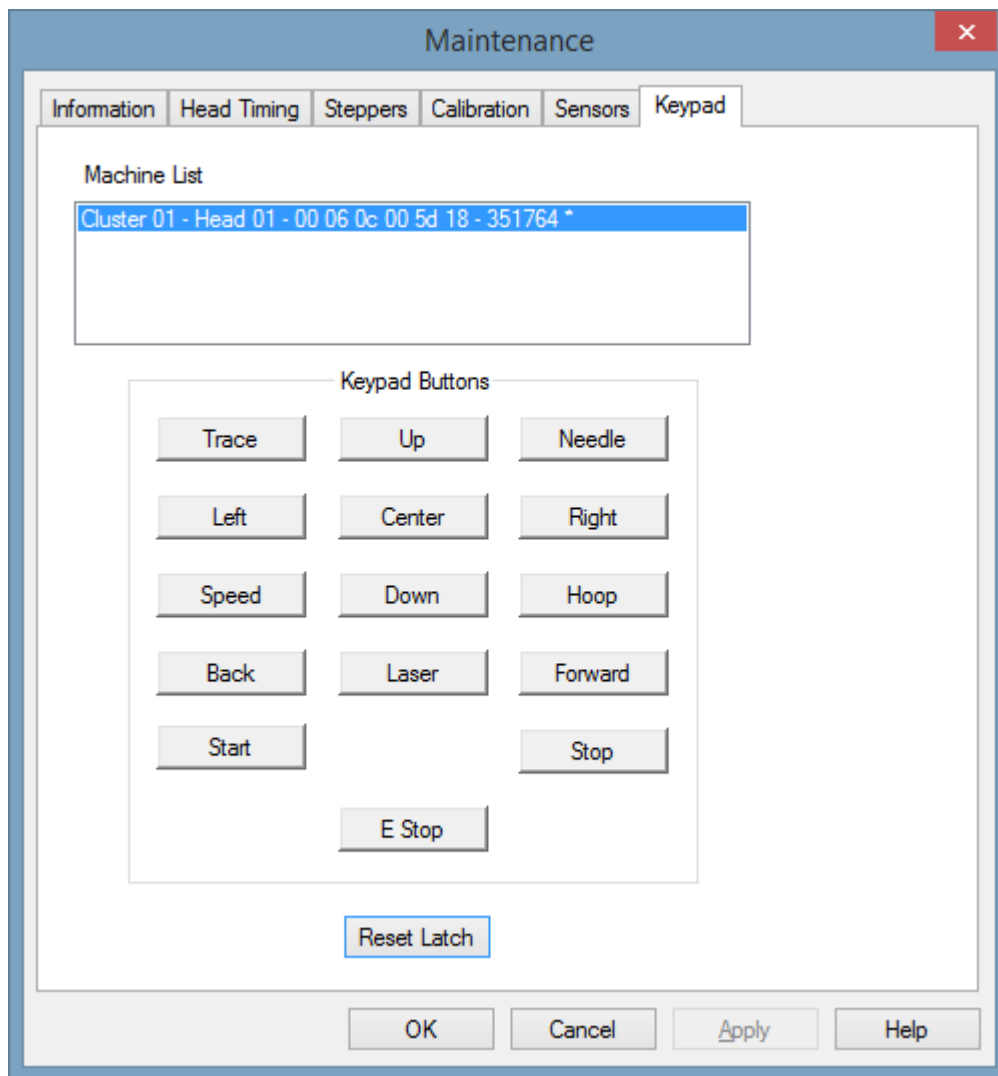 Maintenance
Information Head Timing Steppers Calibration Sensors Keypad
Machine List
Cluster 01 - Head 01 - 00 06 0c 00 5d 18 - 351764 *
Keypad Buttons
Trace Up Needle
Left Center Right
Speed Down Hoop
Back Laser Forward
Start Stop
E Stop
Reset Latch
OK Cancel Apply Help